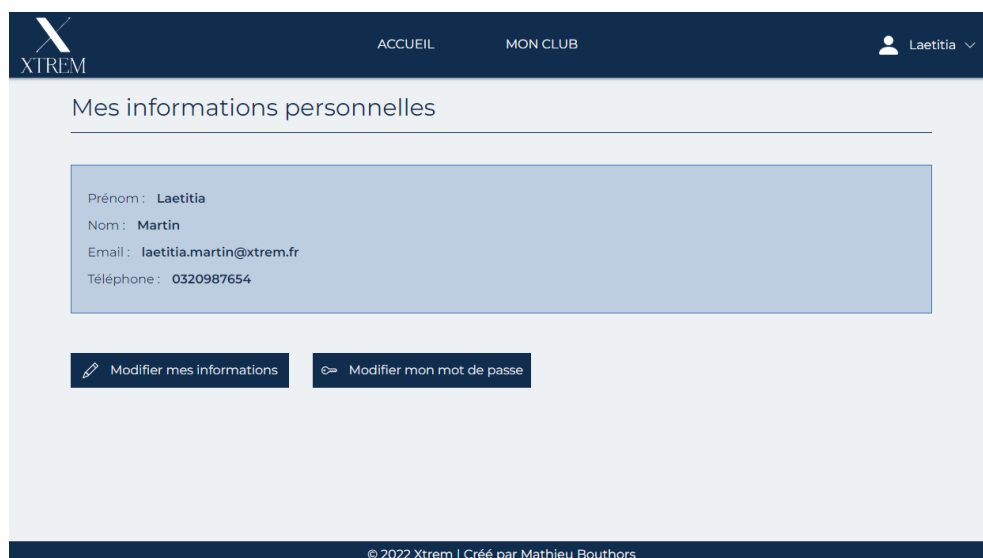 XTREM
ACCUEIL
MON CLUB
Laetitia
Mes informations personnelles
Prénom : Laetitia
Nom : Martin
Email : laetitia.martin@xtrem.fr
Téléphone : 0320987654
Modifier mes informations
Modifier mon mot de passe
© 2022 Xtrem | Créé par Mathieu Bouthors